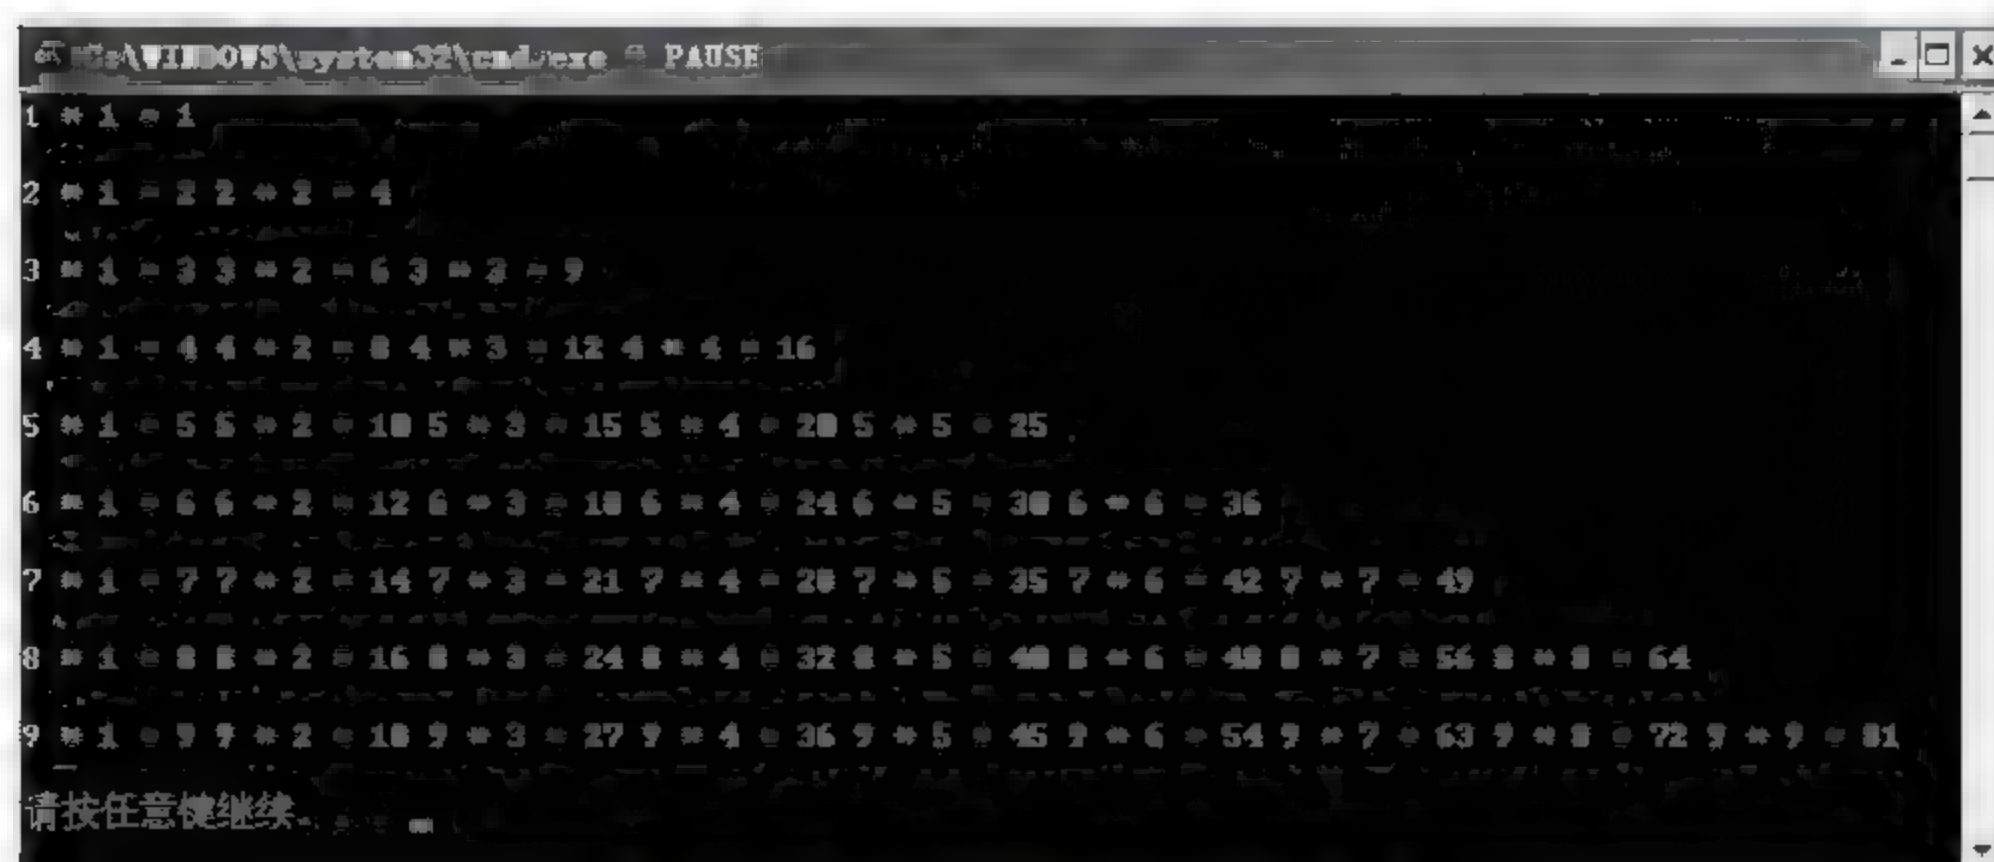 C:\WINDOWS\system32\cmd.exe - PAUSE
1 * 1 = 1
2 * 1 = 2 2 * 2 = 4
3 * 1 = 3 3 * 2 = 6 3 * 3 = 9
4 * 1 = 4 4 * 2 = 8 4 * 3 = 12 4 * 4 = 16
5 * 1 = 5 5 * 2 = 10 5 * 3 = 15 5 * 4 = 20 5 * 5 = 25
6 * 1 = 6 6 * 2 = 12 6 * 3 = 18 6 * 4 = 24 6 * 5 = 30 6 * 6 = 36
7 * 1 = 7 7 * 2 = 14 7 * 3 = 21 7 * 4 = 28 7 * 5 = 35 7 * 6 = 42 7 * 7 = 49
8 * 1 = 8 8 * 2 = 16 8 * 3 = 24 8 * 4 = 32 8 * 5 = 40 8 * 6 = 48 8 * 7 = 56 8 * 8 = 64
9 * 1 = 9 9 * 2 = 18 9 * 3 = 27 9 * 4 = 36 9 * 5 = 45 9 * 6 = 54 9 * 7 = 63 9 * 8 = 72 9 * 9 = 81
请按任意键继续. . .